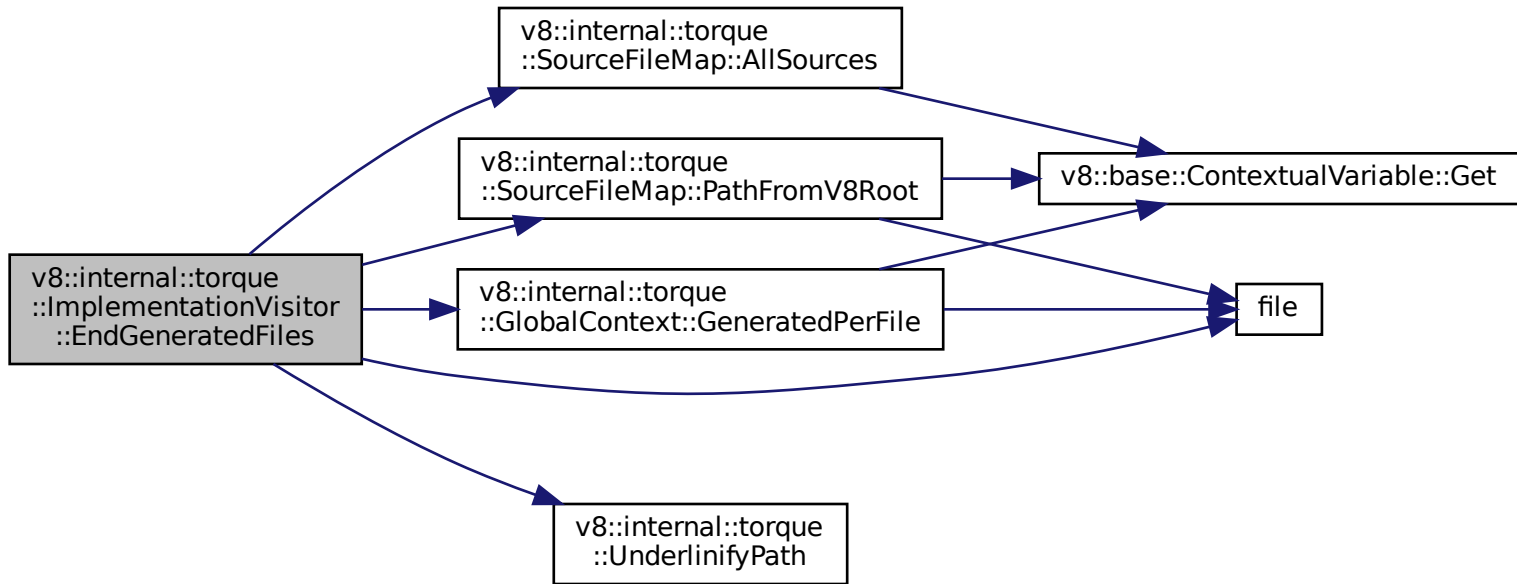 v8::internal::torque
::SourceFileMap::AllSources
v8::internal::torque
::SourceFileMap::PathFromV8Root
v8::base::ContextualVariable::Get
v8::internal::torque
::ImplementationVisitor
::EndGeneratedFiles
v8::internal::torque
::GlobalContext::GeneratedPerFile
file
v8::internal::torque
::UnderlinifyPath